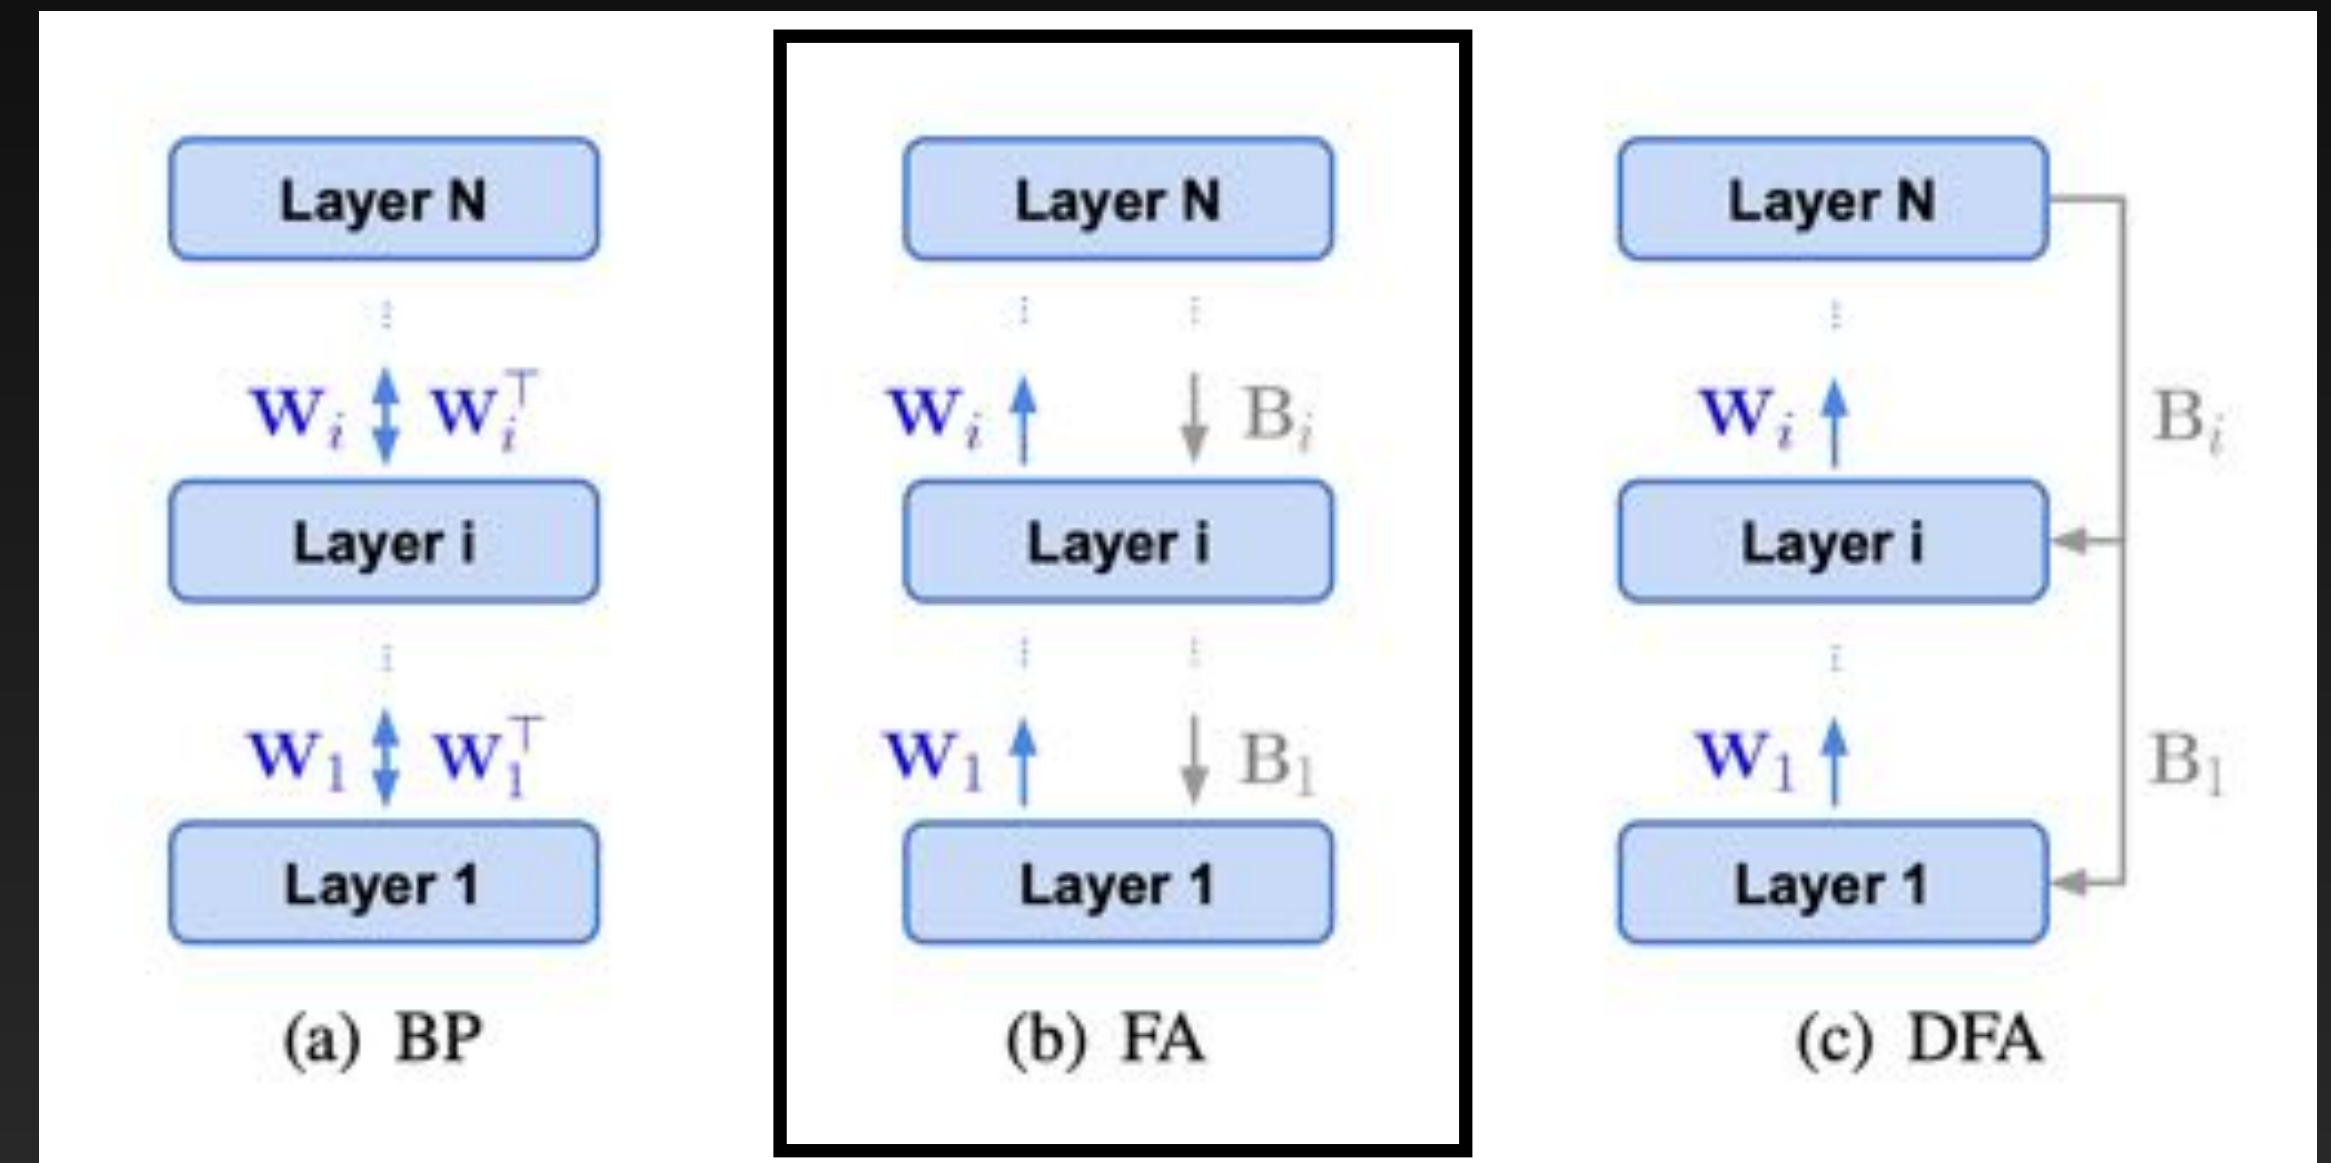 Layer N
W_i W_i^⊤
Layer i
W_1 W_1^⊤
Layer 1
(a) BP
Layer N
W_i B_i
Layer i
W_1 B_1
Layer 1
(b) FA
Layer N
W_i B_i
Layer i
W_1 B_1
Layer 1
(c) DFA